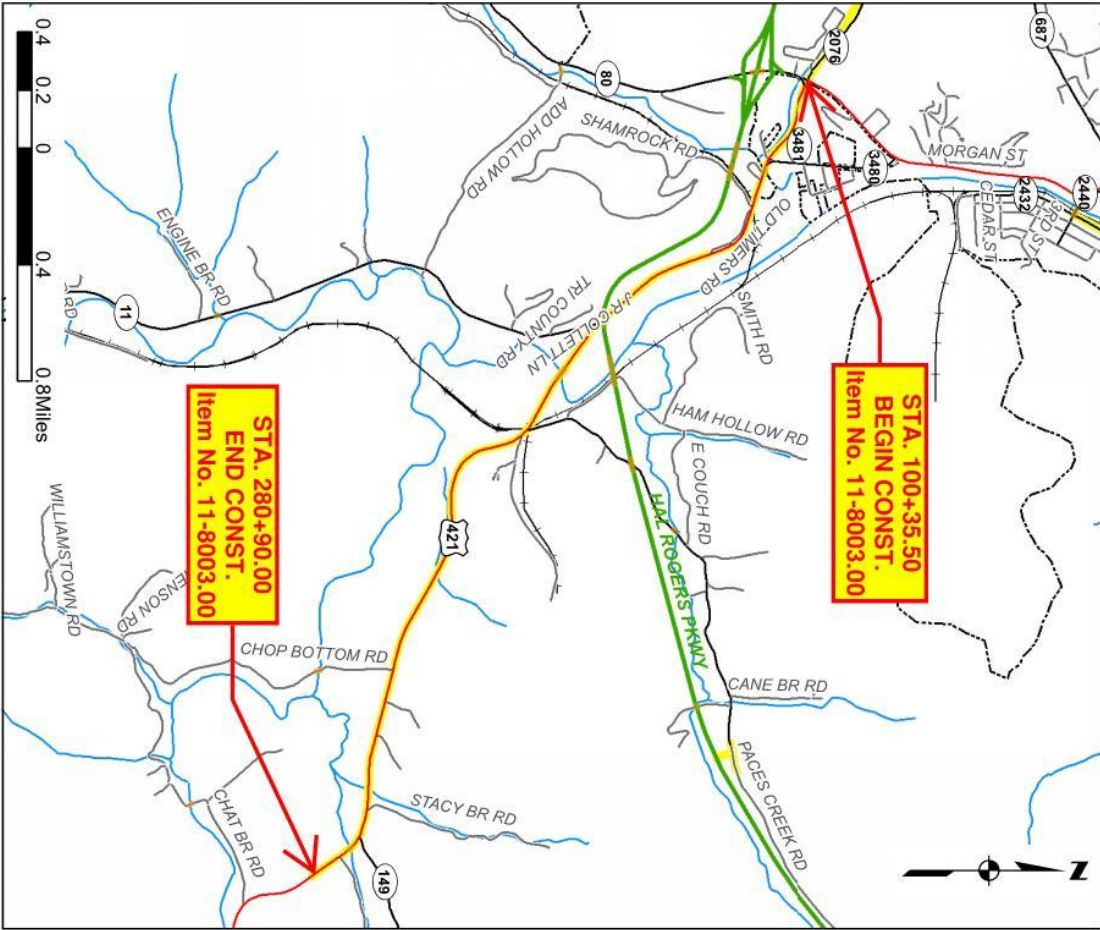 687
2076
80
ADD HOLLOW RD
SHAMROCK RD
3481
3480
MORGAN ST
2432
2440
3RD ST
CEDAR ST
OLD TIMERS RD
SMITH RD
ENGINE BR RD
11
RD
TRI COUNTY RD
J R COLLETT LN
HAM HOLLOW RD
E COUCH RD
HAL ROGERS PKWY
STA. 100+35.50
BEGIN CONST.
Item No. 11-8003.00
STA. 280+90.00
END CONST.
Item No. 11-8003.00
421
WILLIAMSTOWN RD
ENSON RD
CHOP BOTTOM RD
CANE BR RD
PACES CREEK RD
STACY BR RD
CHAT BR RD
149
Z
0.4
0.2
0
0.4
0.8Miles